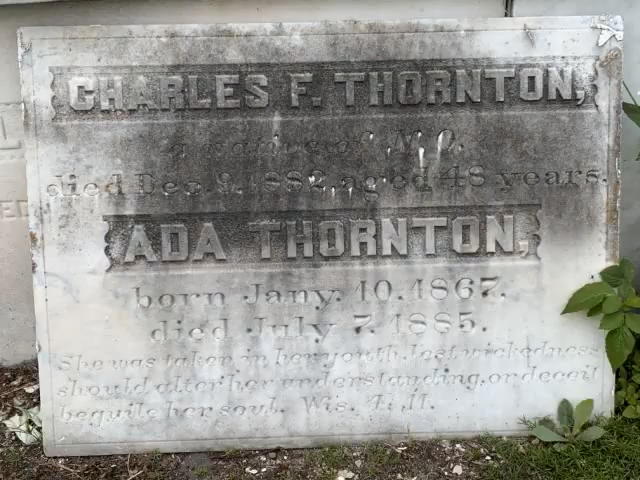 CHARLES F. THORNTON,
a native of N.O.
died Dec. 9, 1882, aged 48 years.
ADA THORNTON,
born Jany. 10. 1867.
died July 7. 1885.
She was taken in her youth, lest wickedness
should alter her understanding, or deceit
beguile her soul. Wis. 4. 11.